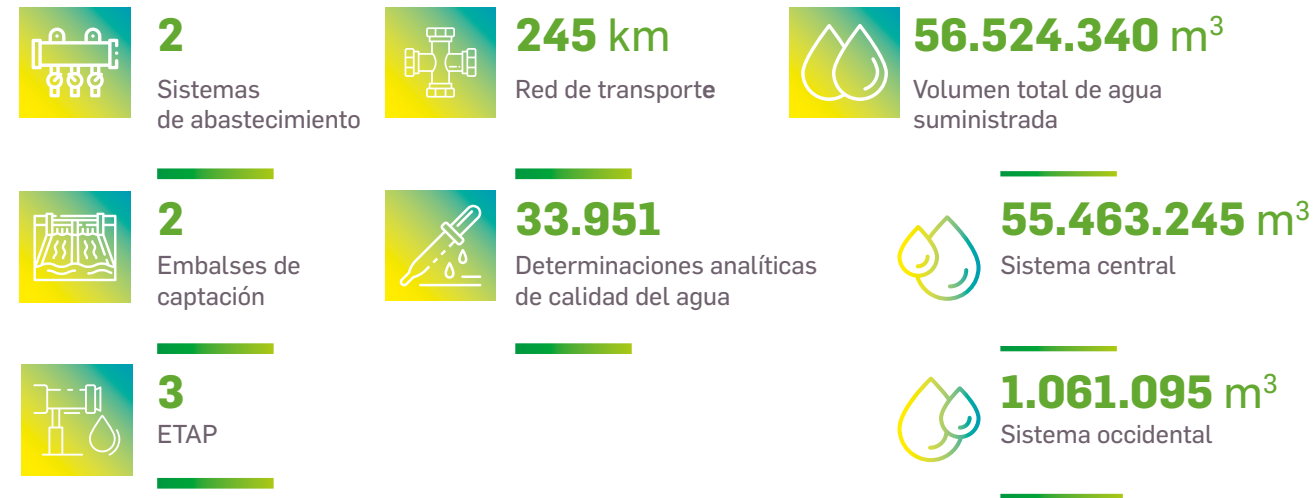 2
Sistemas
de abastecimiento
2
Embalses de
captación
3
ETAP
245 km
Red de transporte
33.951
Determinaciones analíticas
de calidad del agua
56.524.340 m³
Volumen total de agua
suministrada
55.463.245 m³
Sistema central
1.061.095 m³
Sistema occidental